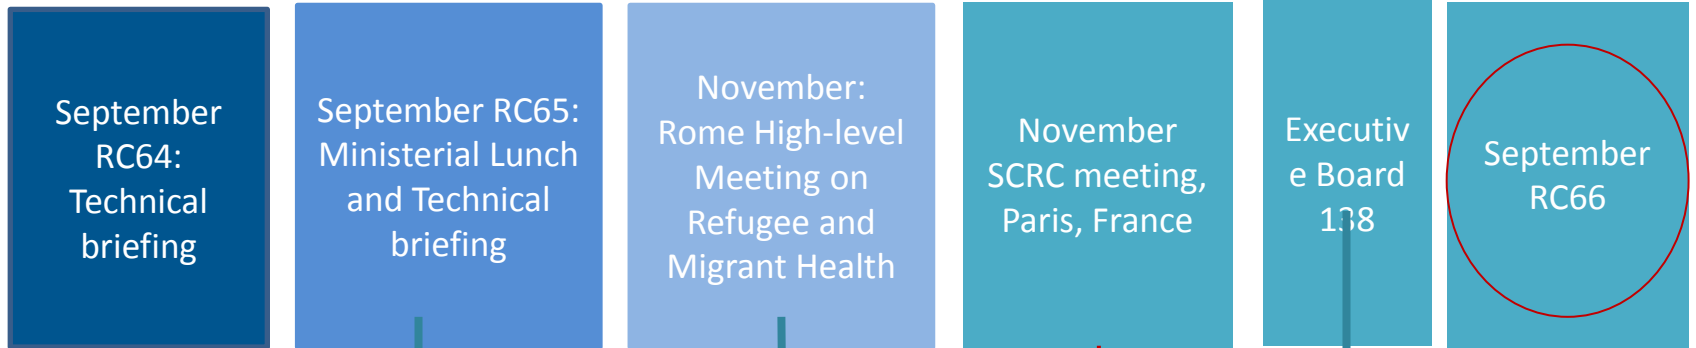 September
RC64:
Technical
briefing
September RC65:
Ministerial Lunch
and Technical
briefing
November:
Rome High-level
Meeting on
Refugee and
Migrant Health
November
SCRC meeting,
Paris, France
Executiv
e Board
138
September
RC66